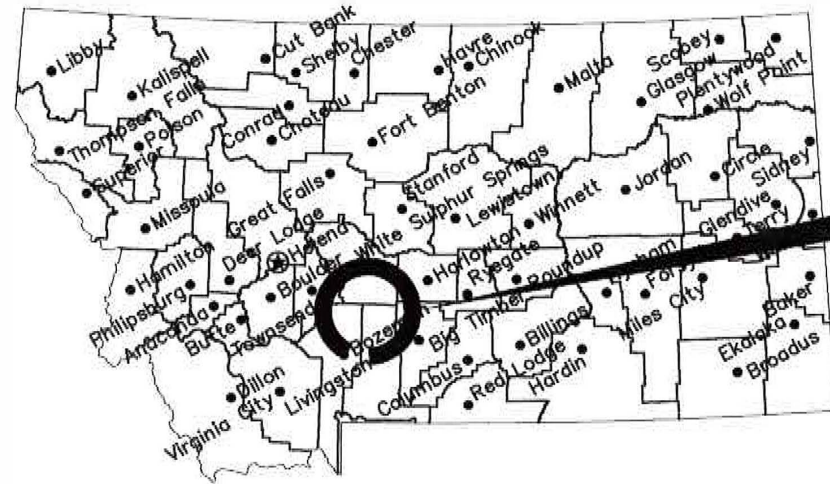 Libby
Kalispell
Cut Bank
Shelby
Chester
Havre
Chinook
Malta
Scobey
Glasgow
Plentywood
Wolf Point
Thompson Falls
Polson
Superior
Conrad
Choteau
Fort Benton
Missoula
Great Falls
Stanford
Lewistown
Winnett
Jordan
Circle
Sidney
Glendive
Terry
Hamilton
Philipsburg
Deer Lodge
Helena
Boulder
White Sulphur Springs
Harlowton
Ryegate
Roundup
Forsyth
Miles City
Baker
Ekalaka
Broadus
Anaconda
Butte
Townsend
Bozeman
Big Timber
Billings
Columbus
Red Lodge
Hardin
Livingston
Dillon
Virginia City